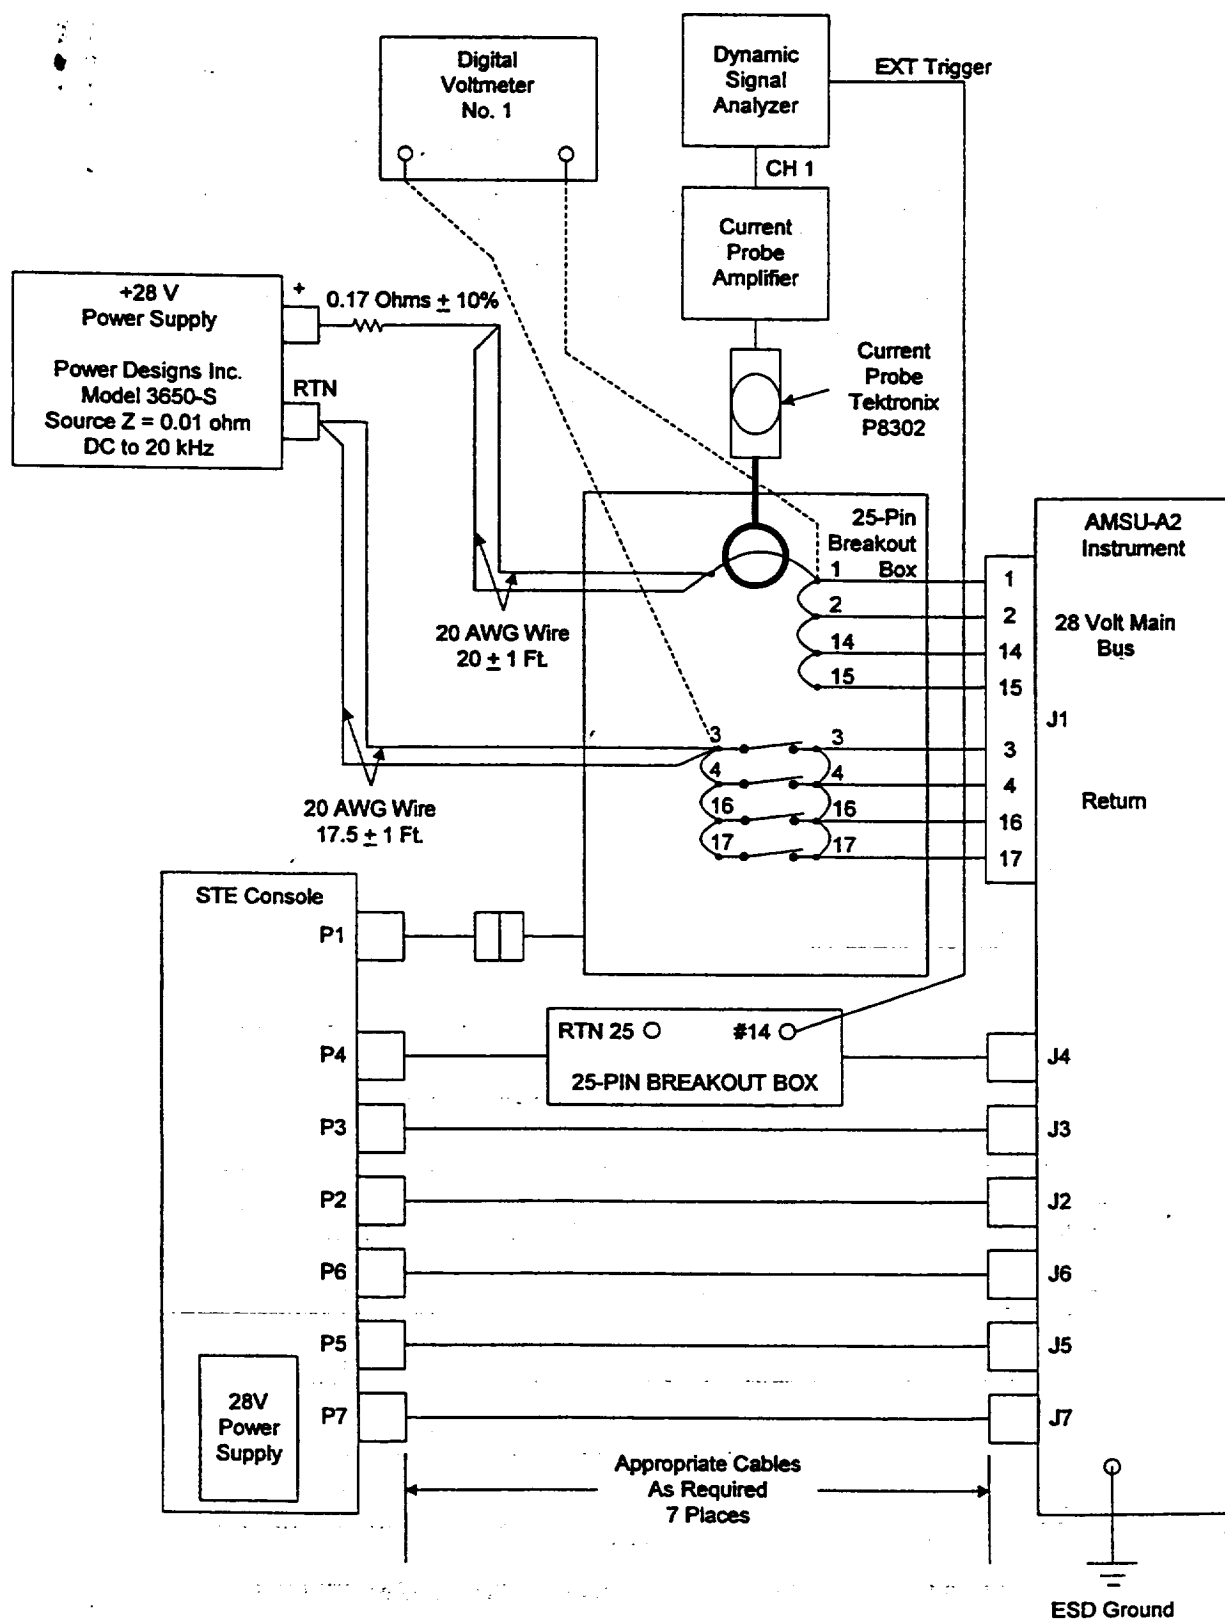 Digital
Voltmeter
No. 1
Dynamic
Signal
Analyzer
EXT Trigger
CH 1
Current
Probe
Amplifier
+28 V
Power Supply
Power Designs Inc.
Model 3650-S
Source Z = 0.01 ohm
DC to 20 kHz
+
0.17 Ohms ± 10%
RTN
Current
Probe
Tektronix
P8302
25-Pin
Breakout
Box
AMSU-A2
Instrument
1
1
2
2
28 Volt Main
Bus
14
14
15
15
J1
20 AWG Wire
20 ± 1 Ft.
3
3
3
4
4
4
Return
16
16
16
17
17
17
20 AWG Wire
17.5 ± 1 Ft.
STE Console
P1
RTN 25
#14
25-PIN BREAKOUT BOX
P4
J4
P3
J3
P2
J2
P6
J6
P5
J5
P7
J7
28V
Power
Supply
Appropriate Cables
As Required
7 Places
ESD Ground